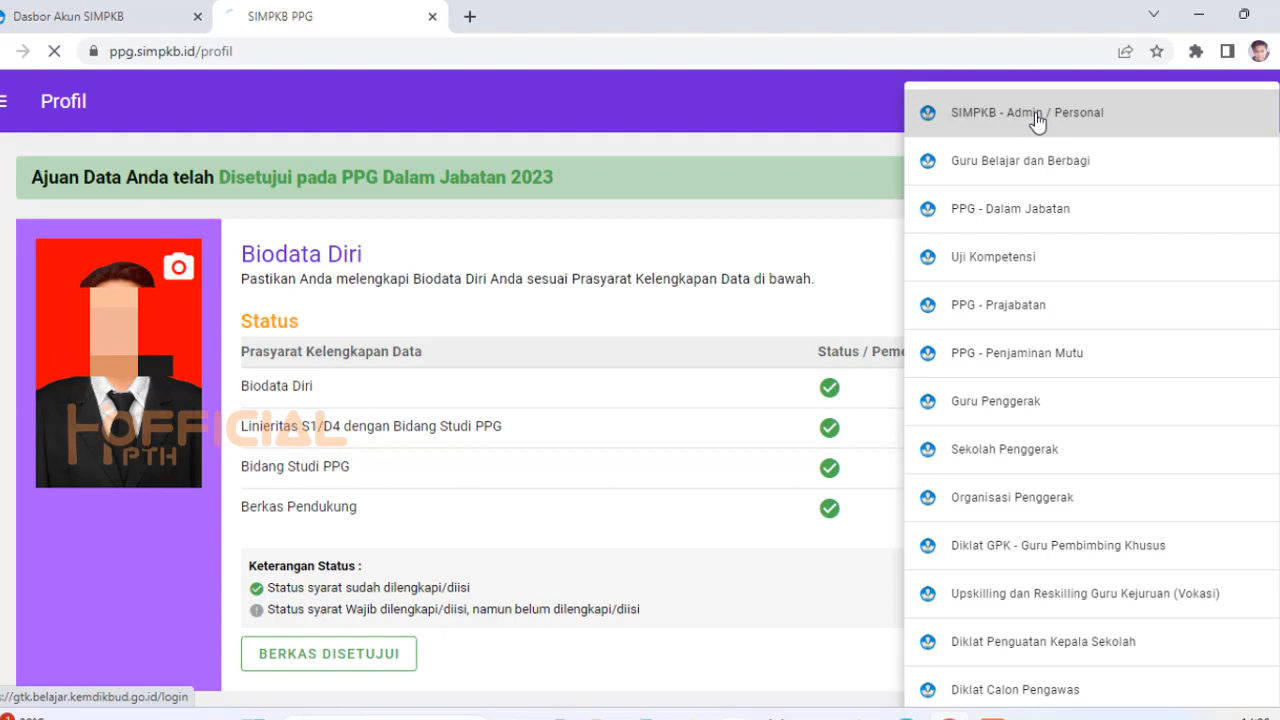 Dasbor Akun SIMPKB
SIMPKB PPG
ppg.simpkb.id/profil
Profil
Ajuan Data Anda telah Disetujui pada PPG Dalam Jabatan 2023
Biodata Diri
Pastikan Anda melengkapi Biodata Diri Anda sesuai Prasyarat Kelengkapan Data di bawah.
Status
Prasyarat Kelengkapan Data Status / Peme
Biodata Diri
Linieritas S1/D4 dengan Bidang Studi PPG
Bidang Studi PPG
Berkas Pendukung
Keterangan Status :
Status syarat sudah dilengkapi/diisi
Status syarat Wajib dilengkapi/diisi, namun belum dilengkapi/diisi
BERKAS DISETUJUI
HOFFICIAL
PTH
SIMPKB - Admin / Personal
Guru Belajar dan Berbagi
PPG - Dalam Jabatan
Uji Kompetensi
PPG - Prajabatan
PPG - Penjaminan Mutu
Guru Penggerak
Sekolah Penggerak
Organisasi Penggerak
Diklat GPK - Guru Pembimbing Khusus
Upskilling dan Reskilling Guru Kejuruan (Vokasi)
Diklat Penguatan Kepala Sekolah
Diklat Calon Pengawas
s://gtk.belajar.kemdikbud.go.id/login